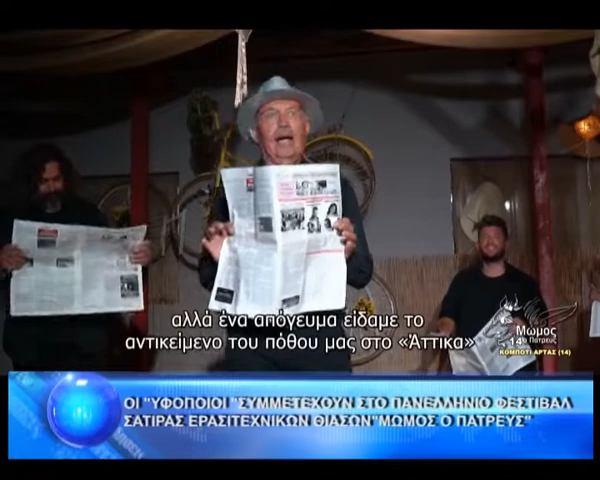 αλλά ένα απόγευμα είδαμε το
αντικείμενο του πόθου μας στο «Άττικα»
Μώμος
14 ο Πατρεύς
ΚΟΜΠΟΤΙ ΑΡΤΑΣ (14)
ΟΙ "ΥΦΟΠΟΙΟΙ "ΣΥΜΜΕΤΕΧΟΥΝ ΣΤΟ ΠΑΝΕΛΛΗΝΙΟ ΦΕΣΤΙΒΑΛ
ΣΑΤΙΡΑΣ ΕΡΑΣΙΤΕΧΝΙΚΩΝ ΘΙΑΣΩΝ"ΜΩΜΟΣ Ο ΠΑΤΡΕΥΣ"